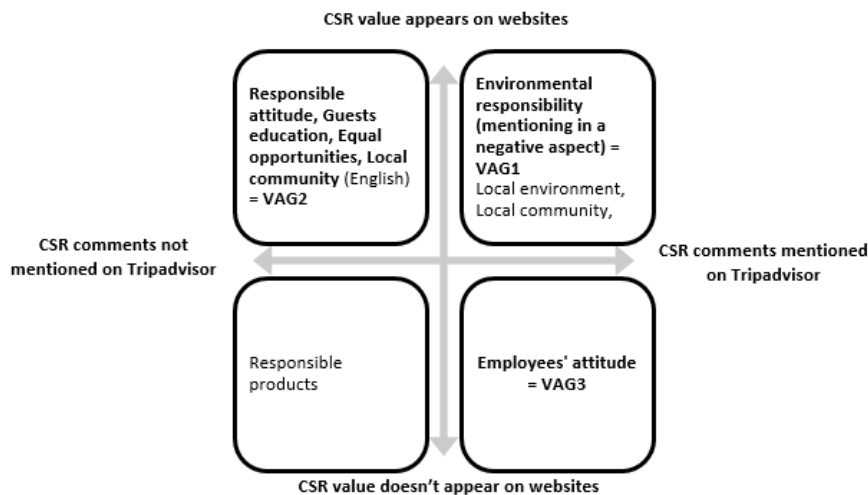 CSR value appears on websites
Responsible
attitude, Guests
education, Equal
opportunities, Local
community (English)
= VAG2
Environmental
responsibility
(mentioning in a
negative aspect) =
VAG1
Local environment,
Local community,
CSR comments not
mentioned on Tripadvisor
CSR comments mentioned
on Tripadvisor
Responsible
products
Employees' attitude
= VAG3
CSR value doesn’t appear on websites